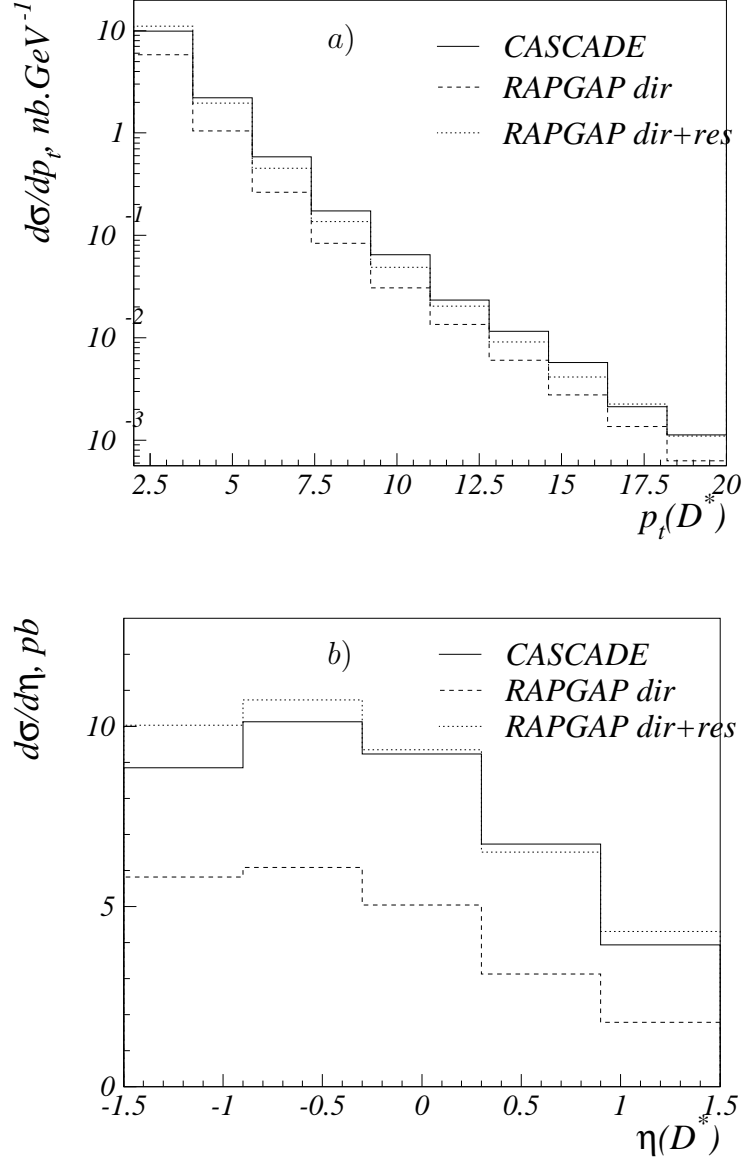 dσ/dp_t, nb.GeV^-1
a)
CASCADE
RAPGAP dir
RAPGAP dir+res
10
1
10^-1
10^-2
10^-3
2.5 5 7.5 10 12.5 15 17.5 20
p_t(D^*)
dσ/dη, pb
b)
CASCADE
RAPGAP dir
RAPGAP dir+res
10
5
0
-1.5 -1 -0.5 0 0.5 1 1.5
η(D^*)